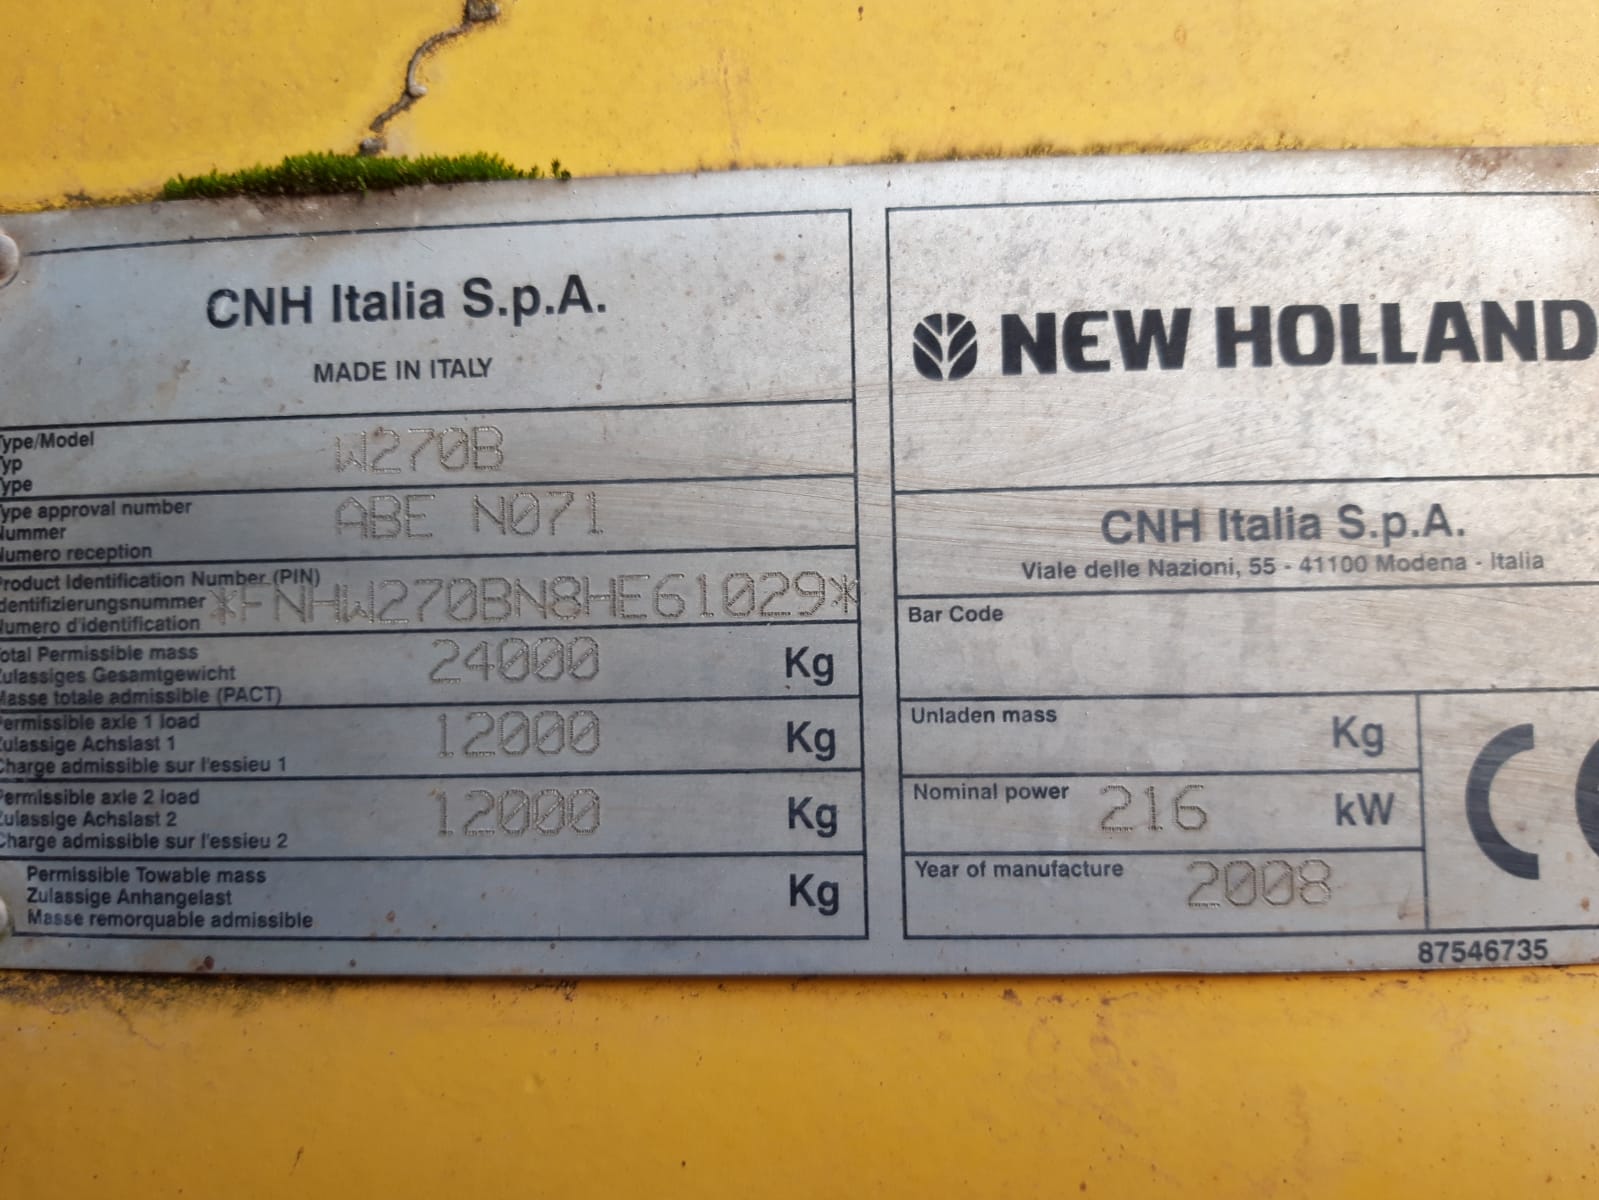 CNH Italia S.p.A.
MADE IN ITALY
Type/Model
Typ
Type
W270B
Type approval number
Nummer
Numero reception
ABE N071
Product Identification Number (PIN)
Identifizierungsnummer
Numero d'identification
*FNHW270BN8HE61029*
Total Permissible mass
Zulassiges Gesamtgewicht
Masse totale admissible (PACT)
24000 Kg
Permissible axle 1 load
Zulassige Achslast 1
Charge admissible sur l'essieu 1
12000 Kg
Permissible axle 2 load
Zulassige Achslast 2
Charge admissible sur l'essieu 2
12000 Kg
Permissible Towable mass
Zulassige Anhangelast
Masse remorquable admissible
Kg
NEW HOLLAND
CNH Italia S.p.A.
Viale delle Nazioni, 55 - 41100 Modena - Italia
Bar Code
Unladen mass Kg
Nominal power 216 kW
Year of manufacture 2008
CE
87546735